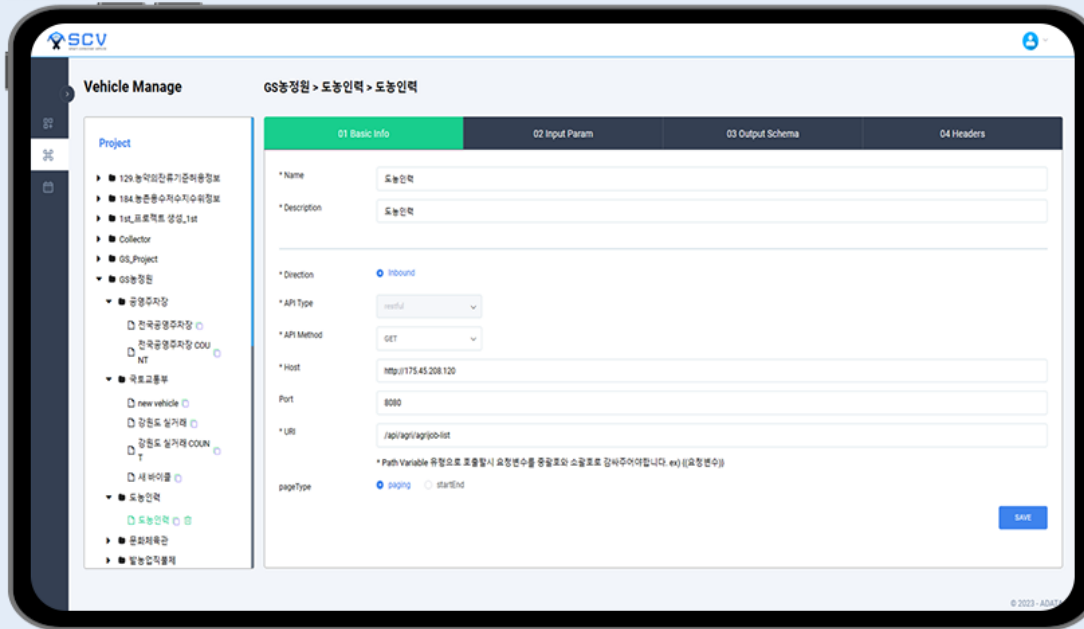 SCV
Vehicle Manage
GS농정원 > 도농인력 > 도농인력
Project
129.농약의잔류기준허용정보
184.농촌용수저수지수위정보
1st_프로젝트 생성_1st
Collector
GS_Project
GS농정원
공영주차장
전국공영주차장
전국공영주차장 COU
NT
국토교통부
new vehicle
강원도 실거래
강원도 실거래 COUN
T
새 바이클
도농인력
도농인력
문화체육관
밭농업직불제
01 Basic Info
02 Input Param
03 Output Schema
04 Headers
* Name
도농인력
* Description
도농인력
* Direction
Inbound
* API Type
restful
* API Method
GET
* Host
http://175.45.208.120
Port
8080
* URI
/api/agri/agrijob-list
* Path Variable 유형으로 호출할시 요청변수를 중괄호와 소괄호로 감싸주어야합니다. ex) {(요청변수)}
pageType
paging
startEnd
SAVE
© 2023 - ADATA